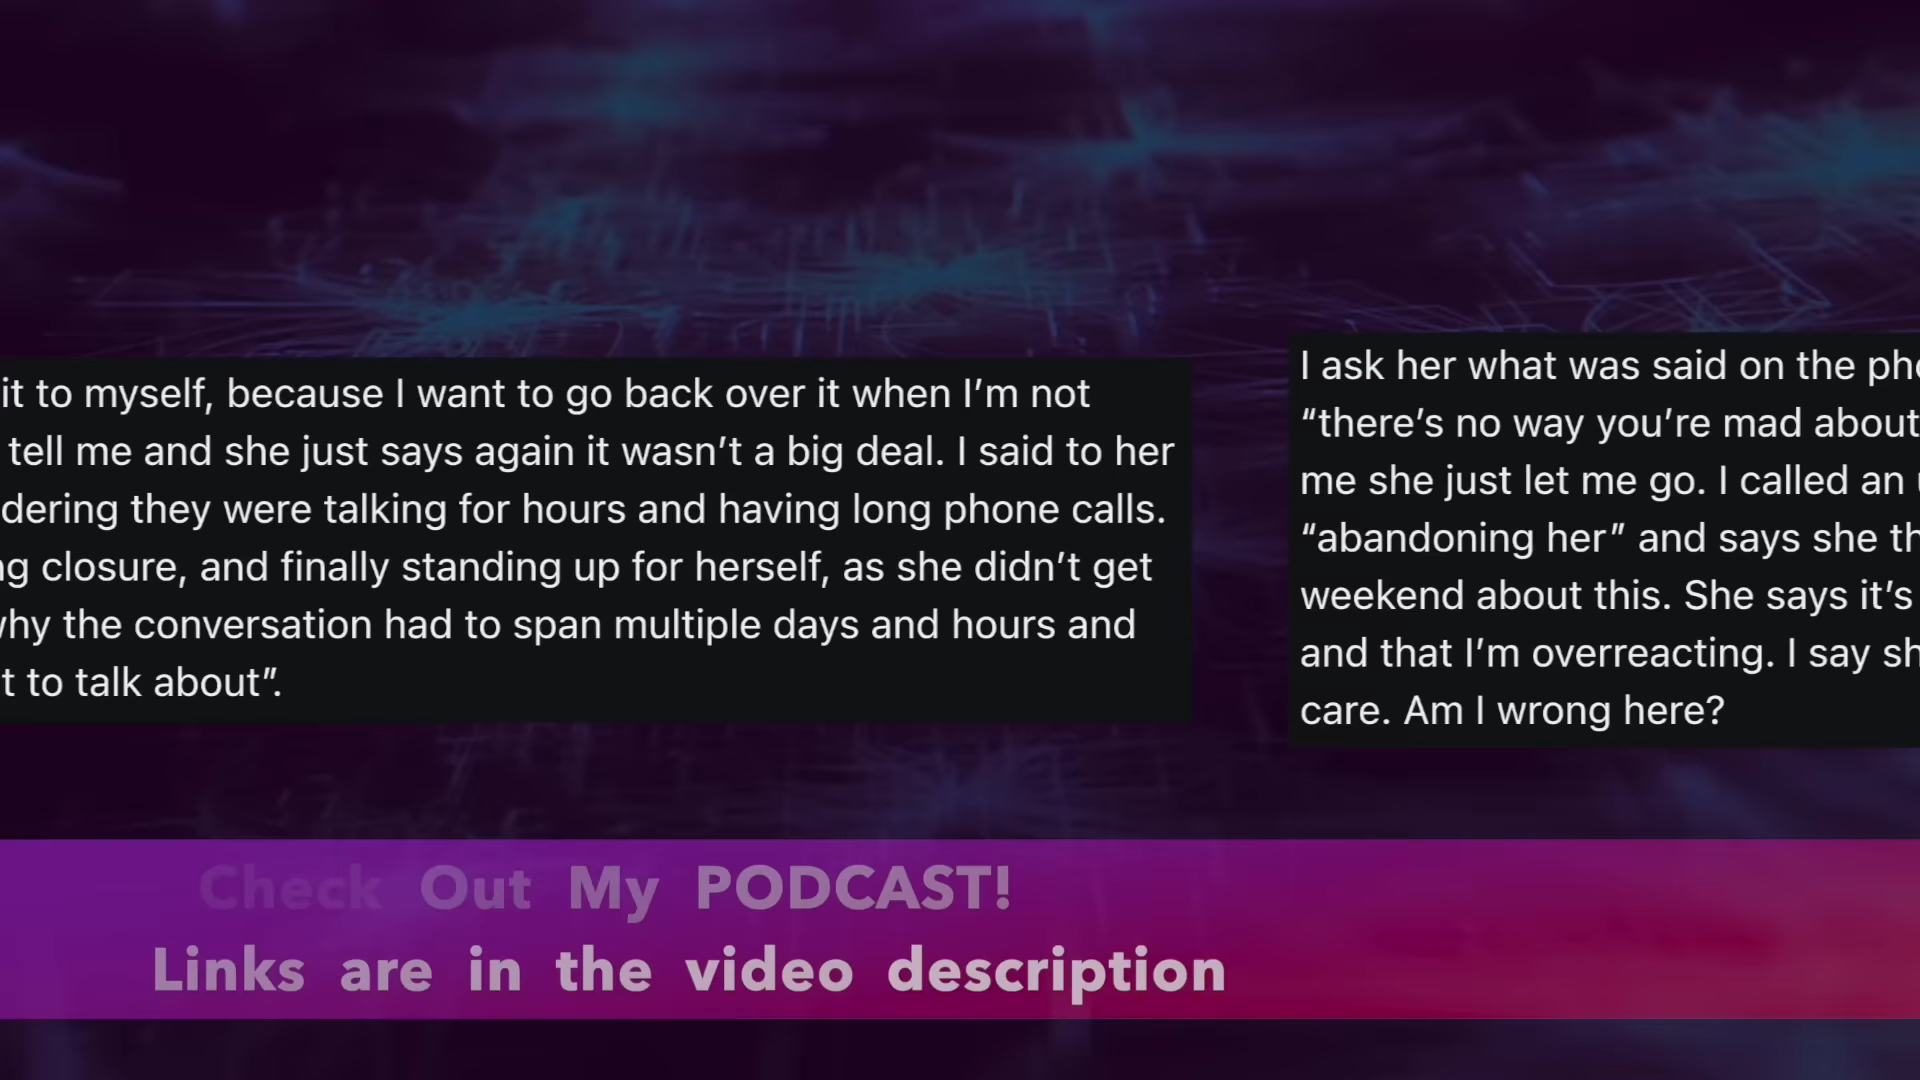 it to myself, because I want to go back over it when I’m not
tell me and she just says again it wasn’t a big deal. I said to her
dering they were talking for hours and having long phone calls.
ng closure, and finally standing up for herself, as she didn’t get
why the conversation had to span multiple days and hours and
t to talk about”.
I ask her what was said on the pho
“there’s no way you’re mad about
me she just let me go. I called an u
“abandoning her” and says she th
weekend about this. She says it’s
and that I’m overreacting. I say sh
care. Am I wrong here?
Check Out My PODCAST!
Links are in the video description